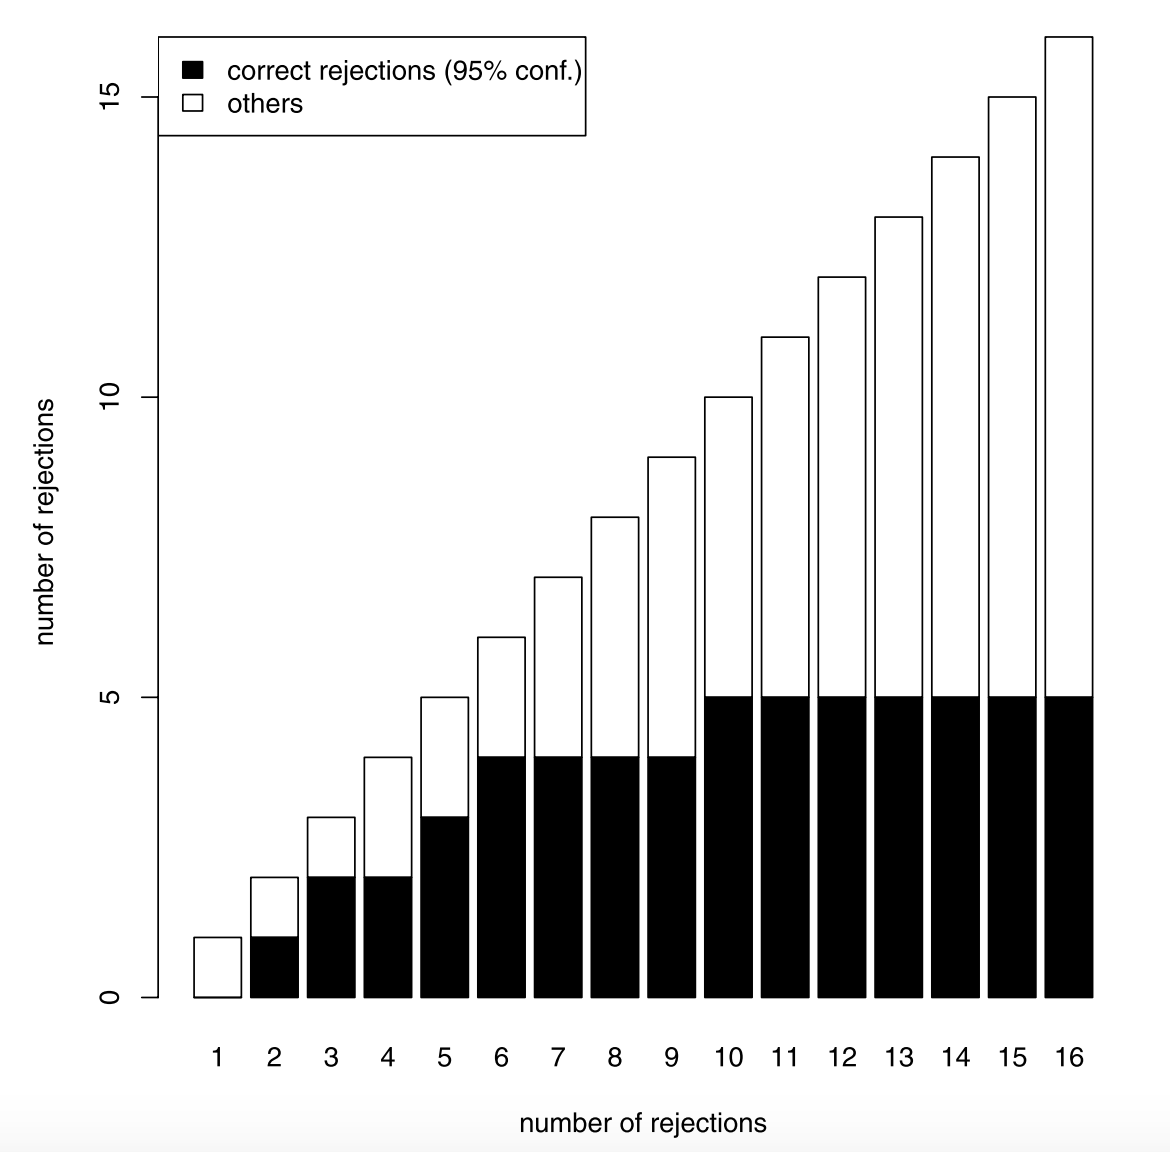 correct rejections (95% conf.)
others
15
10
5
0
number of rejections
1 2 3 4 5 6 7 8 9 10 11 12 13 14 15 16
number of rejections